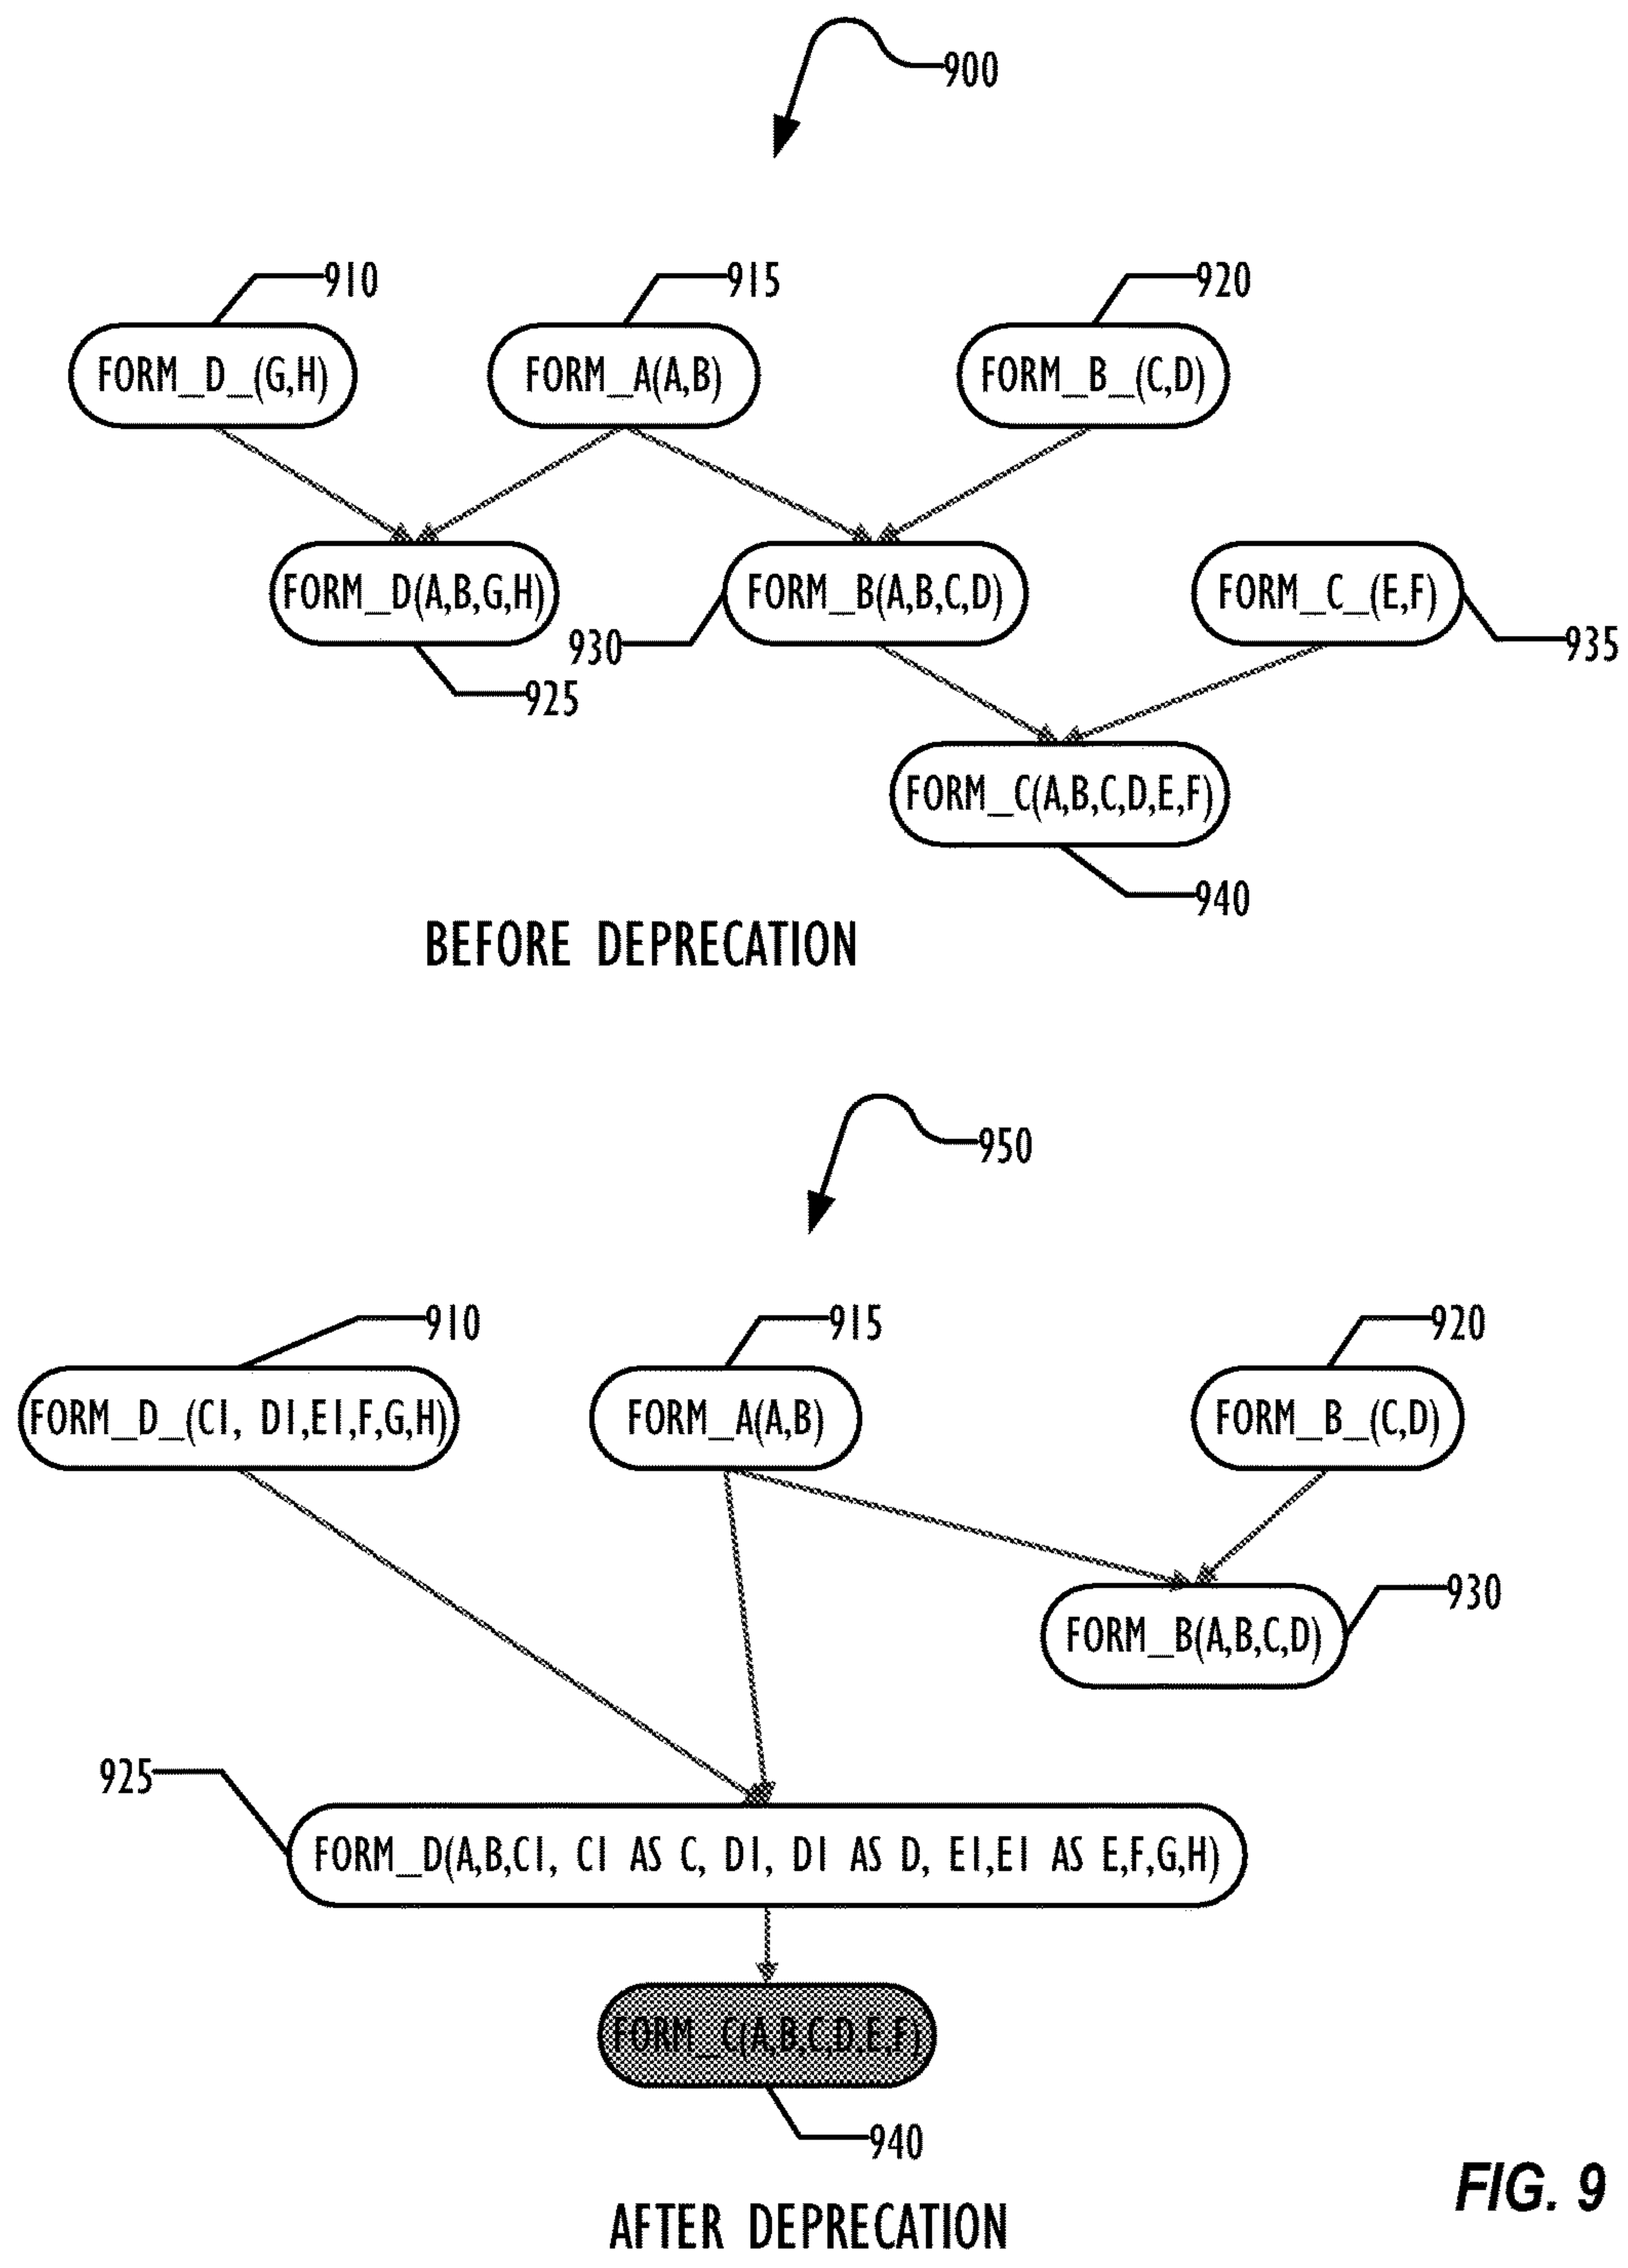 900
910
915
920
FORM_D_(G,H)
FORM_A(A,B)
FORM_B_(C,D)
FORM_D(A,B,G,H)
FORM_B(A,B,C,D)
FORM_C_(E,F)
930
935
925
FORM_C(A,B,C,D,E,F)
940
BEFORE DEPRECATION
950
910
915
920
FORM_D_(C1, D1,E1,F,G,H)
FORM_A(A,B)
FORM_B_(C,D)
930
FORM_B(A,B,C,D)
925
FORM_D(A,B,C1, C1 AS C, D1, D1 AS D, E1,E1 AS E,F,G,H)
FORM_C(A,B,C,D,E,F)
940
FIG. 9
AFTER DEPRECATION